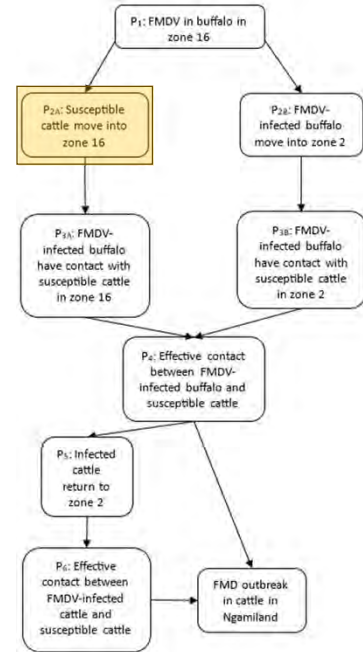 P₁: FMDV in buffalo in
zone 16
P₂ₐ: Susceptible
cattle move into
zone 16
P₂B: FMDV-
infected buffalo
move into zone 2
P₃ₐ: FMDV-
infected buffalo
have contact with
susceptible cattle
in zone 16
P₃B: FMDV-
infected buffalo
have contact with
susceptible cattle
in zone 2
P₄: Effective contact
between FMDV-
infected buffalo and
susceptible cattle
P₅: Infected
cattle
return to
zone 2
P₆: Effective
contact between
FMDV-infected
cattle and
susceptible cattle
FMD outbreak
in cattle in
Ngamiland